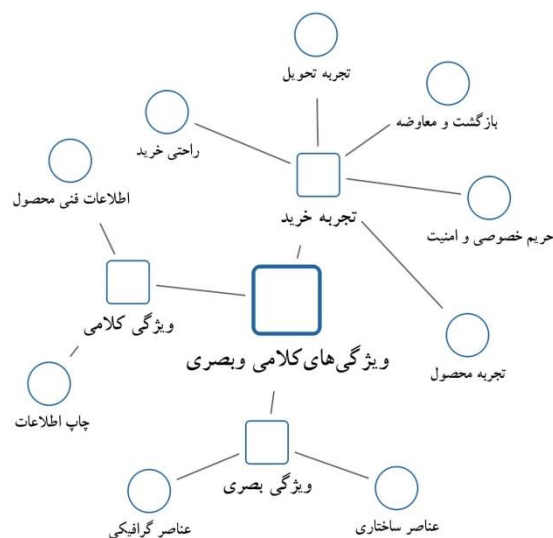 تجربه تحویل
بازگشت و معاوضه
راحتی خرید
اطلاعات فنی محصول
تجربه خرید
حریم خصوصی و امنیت
ویژگی کلامی
ویژگی‌های کلامی وبصری
تجربه محصول
چاپ اطلاعات
ویژگی بصری
عناصر گرافیکی
عناصر ساختاری